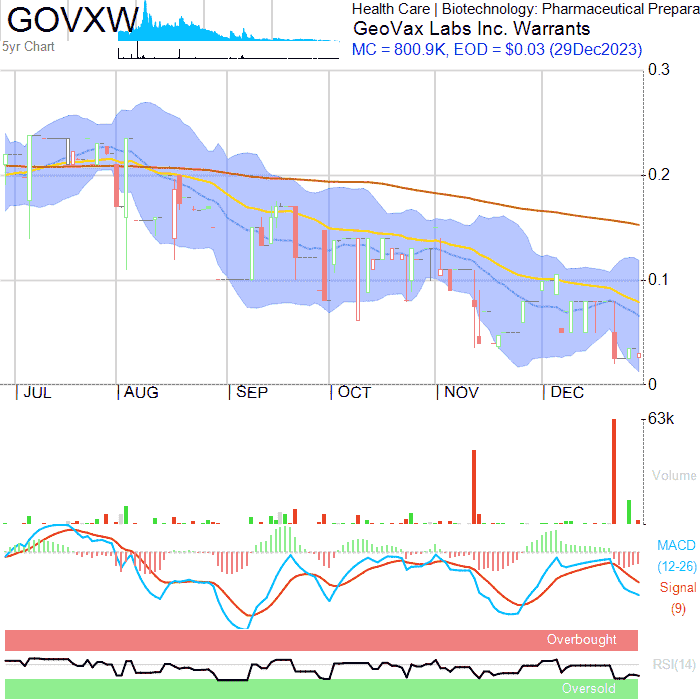 GOVXW
5yr Chart
Health Care | Biotechnology: Pharmaceutical Prepara
GeoVax Labs Inc. Warrants
MC = 800.9K, EOD = $0.03 (29Dec2023)
0.3
0.2
0.1
0
JUL
AUG
SEP
OCT
NOV
DEC
63k
Volume
MACD
(12-26)
Signal
(9)
Overbought
RSI(14)
Oversold